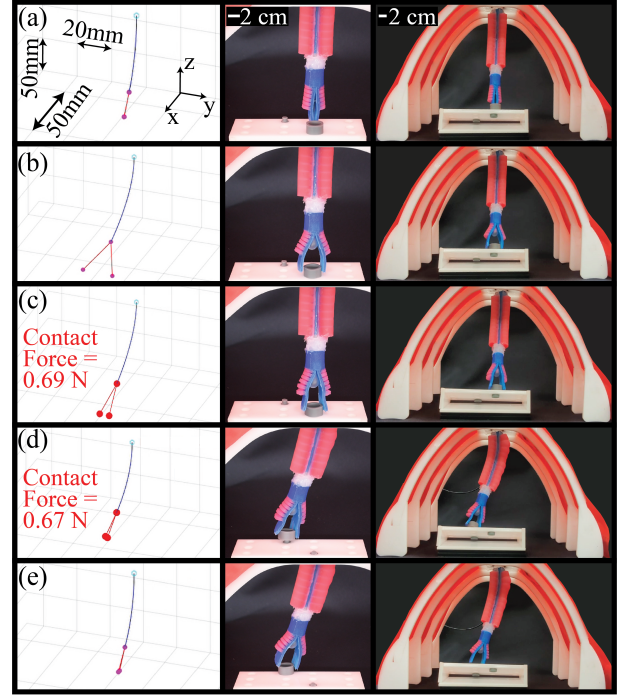 (a)
50mm
20mm
50mm
z
y
x
2 cm
2 cm
(b)
(c)
Contact
Force =
0.69 N
(d)
Contact
Force =
0.67 N
(e)